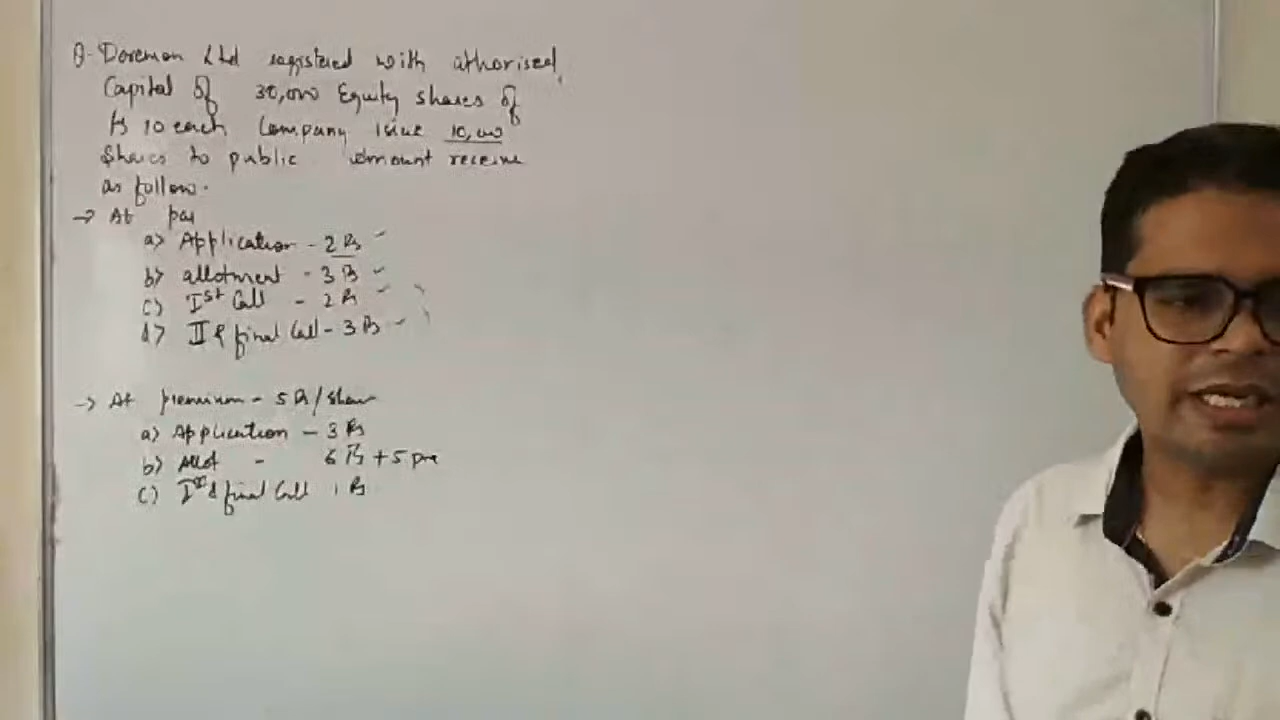 Q- Doremon Ltd registered with athorised
Capital of 30,000 Equity shares of
Rs 10 each Company issue 10,000
Shares to public amount receive
as follow.
→ At par
a) Application - 2 Rs
b) allotment - 3 Rs
c) Ist Call - 2 Rs
d) II & final Call - 3 Rs
→ At premium - 5 Rs/share
a) Application - 3 Rs
b) Allot - 6 Rs + 5 pre
c) Ist & final Call 1 Rs